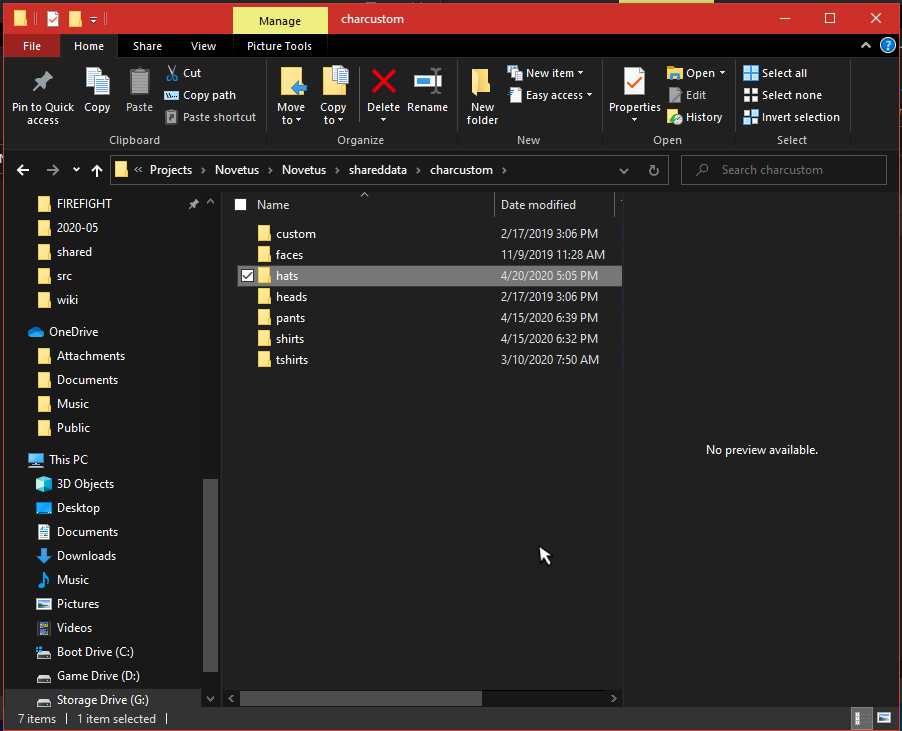 Manage charcustom
File Home Share View Picture Tools
Pin to Quick access
Copy
Paste
Cut
Copy path
Paste shortcut
Clipboard
Move to
Copy to
Delete
Rename
Organize
New folder
New item
Easy access
New
Properties
Open
Edit
History
Open
Select all
Select none
Invert selection
Select
« Projects > Novetus > Novetus > shareddata > charcustom >
Search charcustom
FIREFIGHT
2020-05
shared
src
wiki
OneDrive
Attachments
Documents
Music
Public
This PC
3D Objects
Desktop
Documents
Downloads
Music
Pictures
Videos
Boot Drive (C:)
Game Drive (D:)
Storage Drive (G:)
Name Date modified
custom 2/17/2019 3:06 PM
faces 11/9/2019 11:28 AM
hats 4/20/2020 5:05 PM
heads 2/17/2019 3:06 PM
pants 4/15/2020 6:39 PM
shirts 4/15/2020 6:32 PM
tshirts 3/10/2020 7:50 AM
No preview available.
7 items 1 item selected